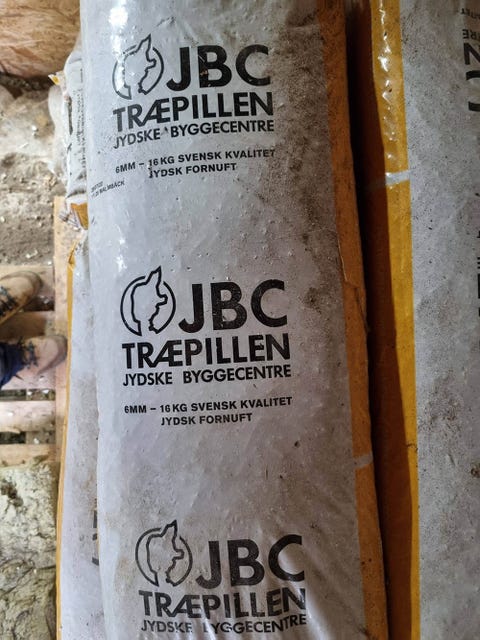 JBC
TRÆPILLEN
JYDSKE BYGGECENTRE
6MM – 16 KG SVENSK KVALITET
JYDSK FORNUFT
JBC
TRÆPILLEN
JYDSKE BYGGECENTRE
6MM – 16 KG SVENSK KVALITET
JYDSK FORNUFT
JBC
TRÆPILLEN
JYDSKE BYGGECENTRE